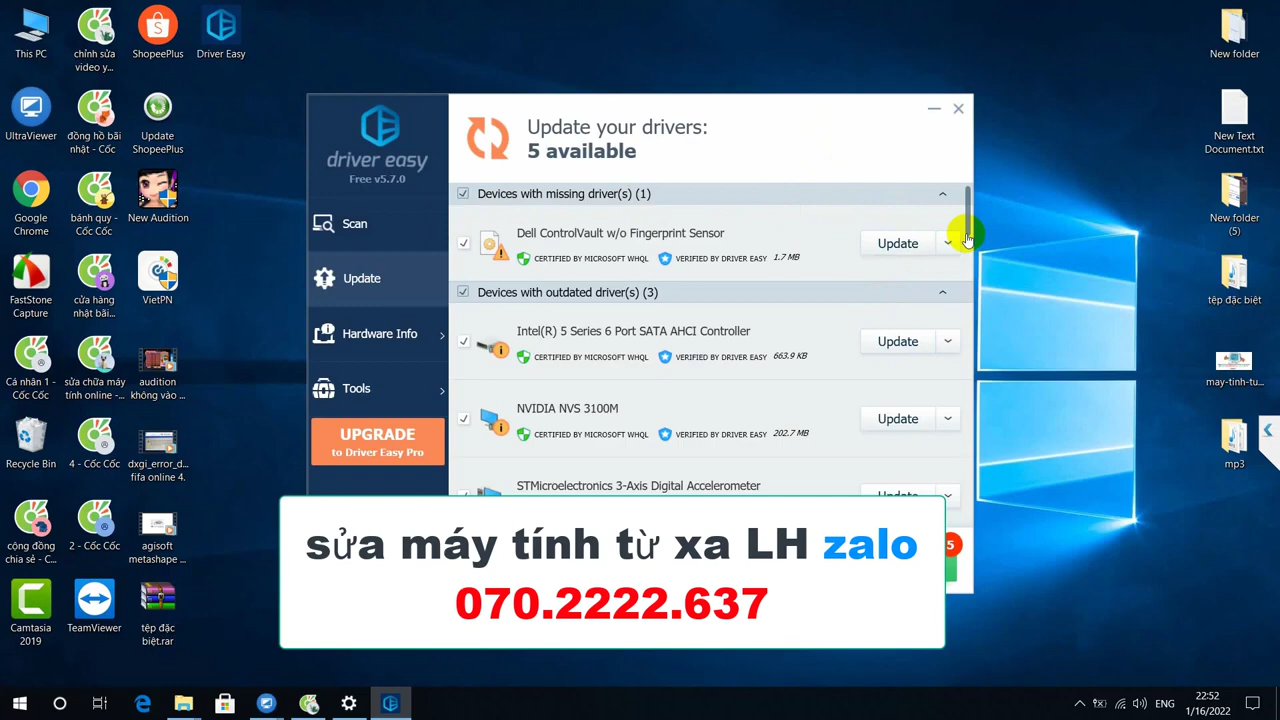 This PC
chỉnh sửa
video y...
ShopeePlus
Driver Easy
UltraViewer
đồng hồ bãi
nhật - Cốc
Update
ShopeePlus
Google
Chrome
bánh quy -
Cốc Cốc
New Audition
FastStone
Capture
cửa hàng
nhật bãi...
VietPN
Cá nhân 1 -
Cốc Cốc
sửa chữa máy
tính online -...
audition
không vào ...
Recycle Bin
4 - Cốc Cốc
dxgi_error_d...
fifa online 4.
cộng đồng
chia sẻ - Cố
2 - Cốc Cốc
agisoft
metashape ...
Camtasia
2019
TeamViewer
tệp đặc
biệt.rar
driver easy
Free v5.7.0
Scan
Update
Hardware Info
Tools
UPGRADE
to Driver Easy Pro
Update your drivers:
5 available
Devices with missing driver(s) (1)
Dell ControlVault w/o Fingerprint Sensor
CERTIFIED BY MICROSOFT WHQL VERIFIED BY DRIVER EASY 1.7 MB
Update
Devices with outdated driver(s) (3)
Intel(R) 5 Series 6 Port SATA AHCI Controller
CERTIFIED BY MICROSOFT WHQL VERIFIED BY DRIVER EASY 663.9 KB
Update
NVIDIA NVS 3100M
CERTIFIED BY MICROSOFT WHQL VERIFIED BY DRIVER EASY 202.7 MB
Update
STMicroelectronics 3-Axis Digital Accelerometer
Update
5
sửa máy tính từ xa LH zalo
070.2222.637
New folder
New Text
Document.txt
New folder
(5)
tệp đặc biệt
may-tinh-tu...
mp3
ENG
22:52
1/16/2022